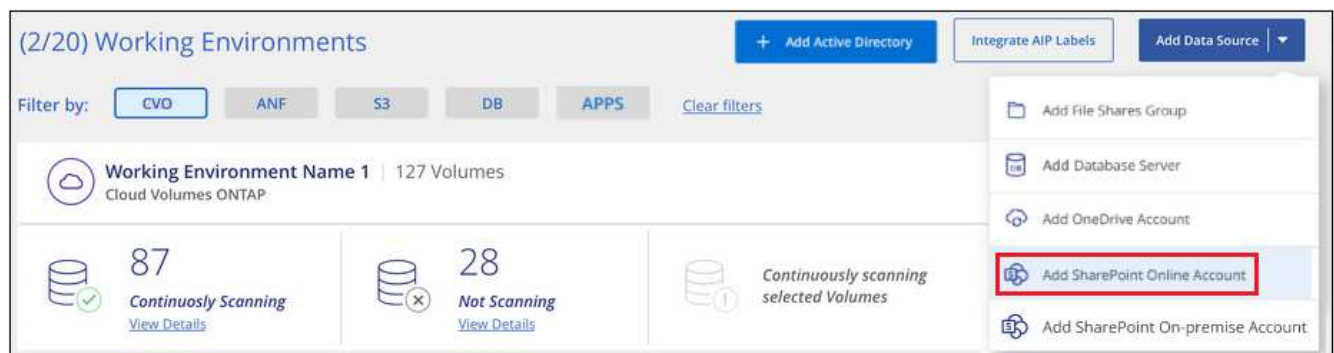 (2/20) Working Environments
+ Add Active Directory
Integrate AIP Labels
Add Data Source
Filter by:
CVO
ANF
S3
DB
APPS
Clear filters
Add File Shares Group
Working Environment Name 1 | 127 Volumes
Cloud Volumes ONTAP
Add Database Server
Add OneDrive Account
87
Continuosly Scanning
View Details
28
Not Scanning
View Details
Continuously scanning
selected Volumes
Add SharePoint Online Account
Add SharePoint On-premise Account